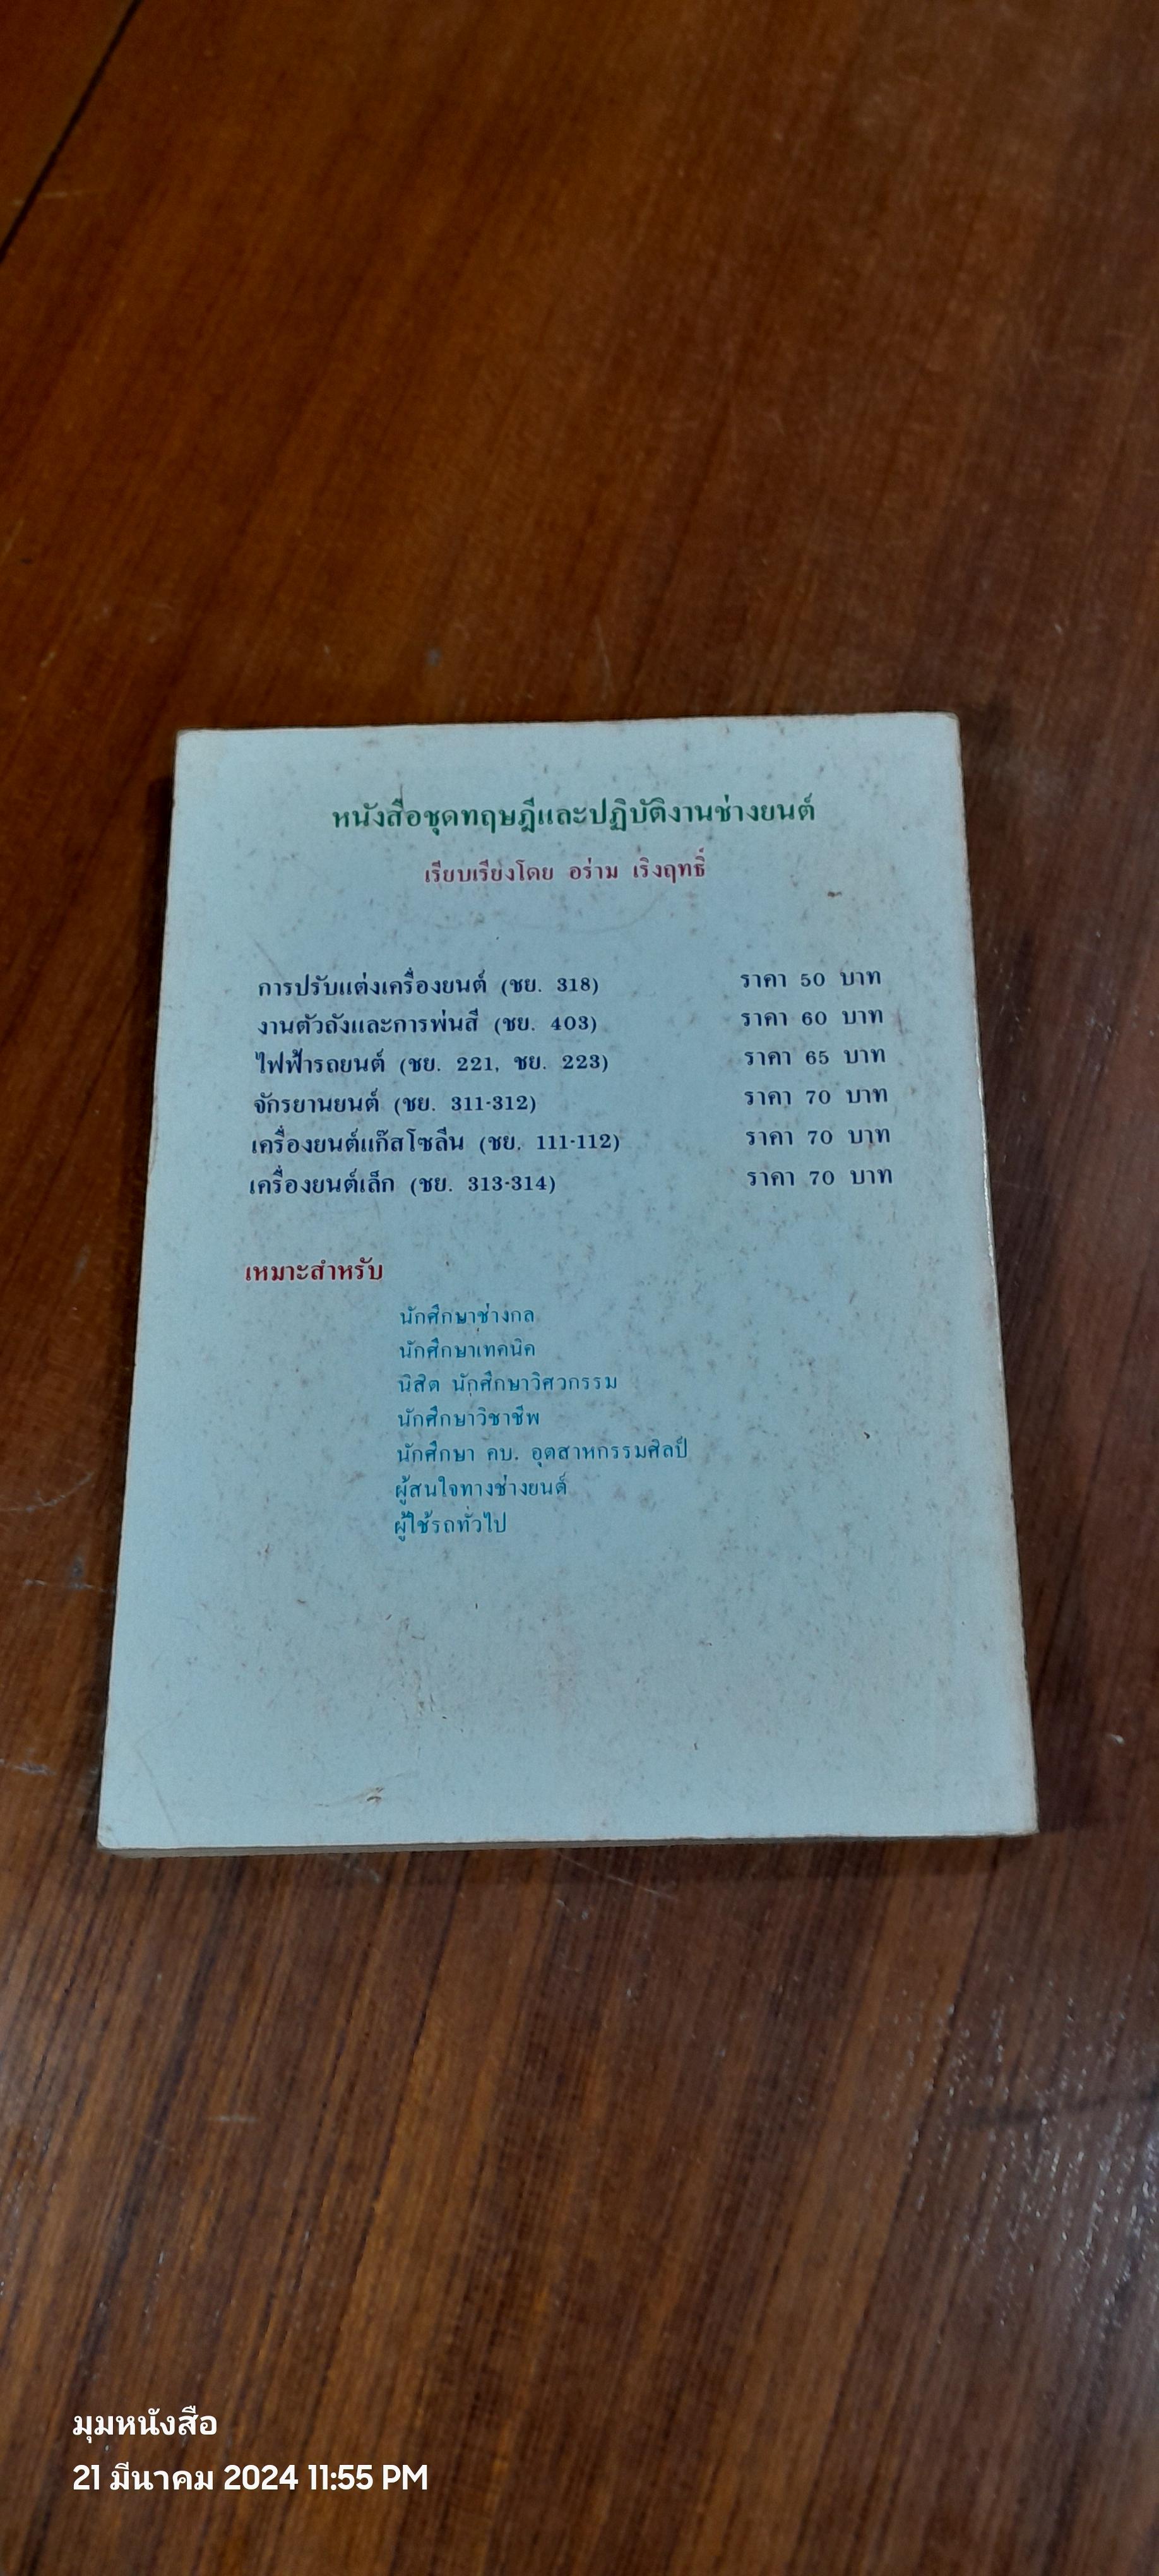 หนังสือชุดทฤษฎีและปฏิบัติงานช่างยนต์
เรียบเรียงโดย อร่าม เริงฤทธิ์
การปรับแต่งเครื่องยนต์ (ชย. 318) ราคา 50 บาท
งานตัวถังและการพ่นสี (ชย. 403) ราคา 60 บาท
ไฟฟ้ารถยนต์ (ชย. 221, ชย. 223) ราคา 65 บาท
จักรยานยนต์ (ชย. 311-312) ราคา 70 บาท
เครื่องยนต์แก๊สโซลีน (ชย. 111-112) ราคา 70 บาท
เครื่องยนต์เล็ก (ชย. 313-314) ราคา 70 บาท
เหมาะสำหรับ
นักศึกษาช่างกล
นักศึกษาเทคนิค
นิสิต นักศึกษาวิศวกรรม
นักศึกษาวิชาชีพ
นักศึกษา คบ. อุตสาหกรรมศิลป์
ผู้สนใจทางช่างยนต์
ผู้ใช้รถทั่วไป
มุมหนังสือ
21 มีนาคม 2024 11:55 PM